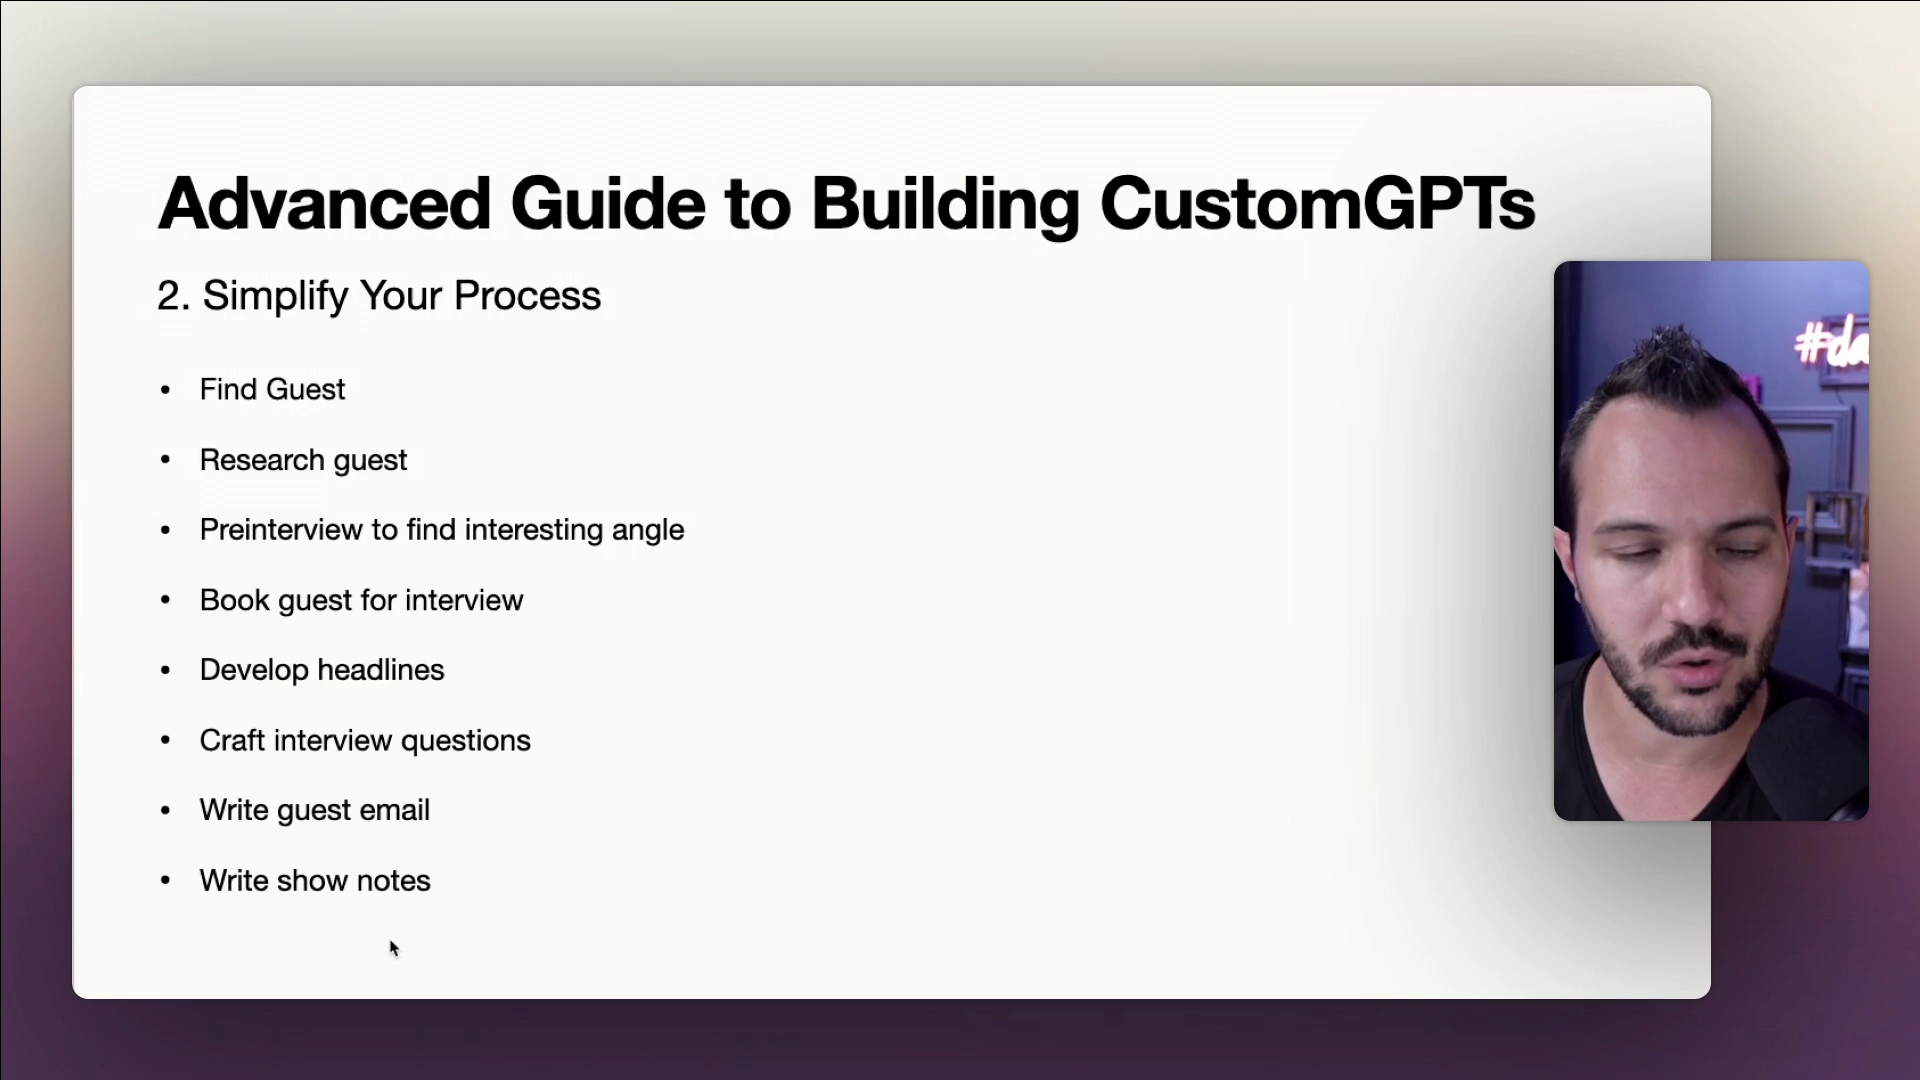 Advanced Guide to Building CustomGPTs
2. Simplify Your Process
• Find Guest
• Research guest
• Preinterview to find interesting angle
• Book guest for interview
• Develop headlines
• Craft interview questions
• Write guest email
• Write show notes
#da